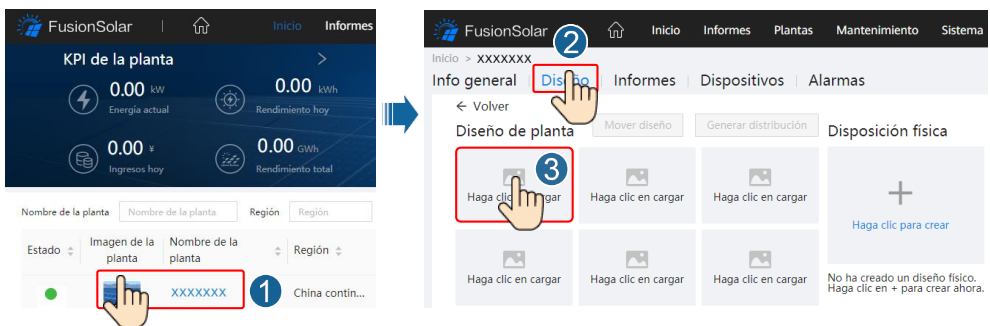 FusionSolar
Inicio
Informes
KPI de la planta
>
0.00 kW
Energía actual
0.00 kWh
Rendimiento hoy
0.00 ¥
Ingresos hoy
0.00 GWh
Rendimiento total
Nombre de la planta
Nombre de la planta
Región
Región
Estado
Imagen de la
planta
Nombre de la
planta
Región
XXXXXXX
1
China contin...
FusionSolar
2
Inicio
Informes
Plantas
Mantenimiento
Sistema
Inicio > XXXXXXX
Info general
Diseño
Informes
Dispositivos
Alarmas
← Volver
Diseño de planta
Mover diseño
Generar distribución
Disposición física
3
Haga clic en cargar
Haga clic en cargar
Haga clic en cargar
Haga clic para crear
Haga clic en cargar
Haga clic en cargar
Haga clic en cargar
No ha creado un diseño físico.
Haga clic en + para crear ahora.